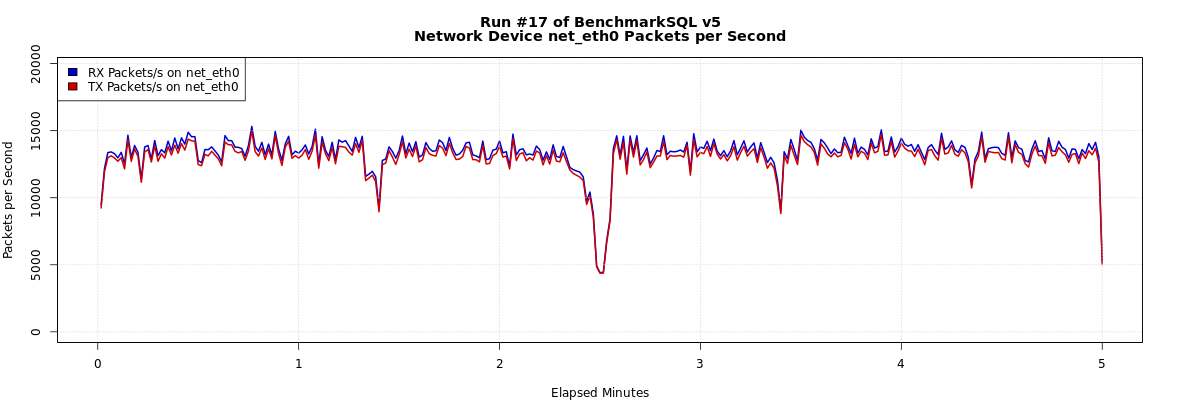 Run #17 of BenchmarkSQL v5
Network Device net_eth0 Packets per Second
RX Packets/s on net_eth0
TX Packets/s on net_eth0
Packets per Second
20000
15000
10000
5000
0
0 1 2 3 4 5
Elapsed Minutes